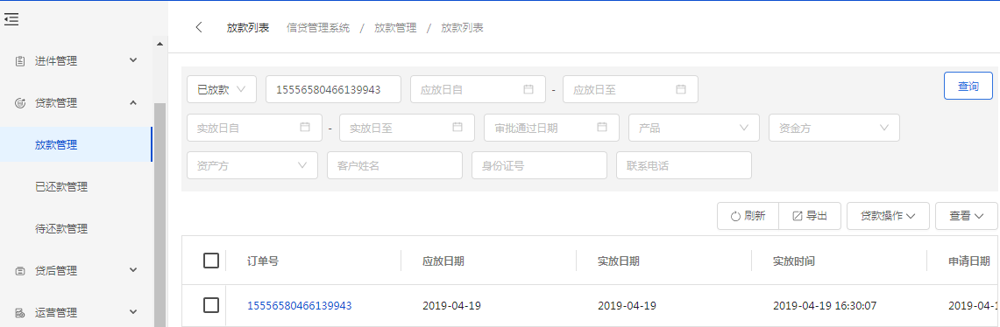 放款列表 信贷管理系统 / 放款管理 / 放款列表
进件管理
贷款管理
放款管理
已还款管理
待还款管理
贷后管理
运营管理
已放款 15556580466139943 应放日自 - 应放日至 查询
实放日自 - 实放日至 审批通过日期 产品 资金方
资产方 客户姓名 身份证号 联系电话
刷新 导出 贷款操作 查看
订单号 应放日期 实放日期 实放时间 申请日期
15556580466139943 2019-04-19 2019-04-19 2019-04-19 16:30:07 2019-04-1